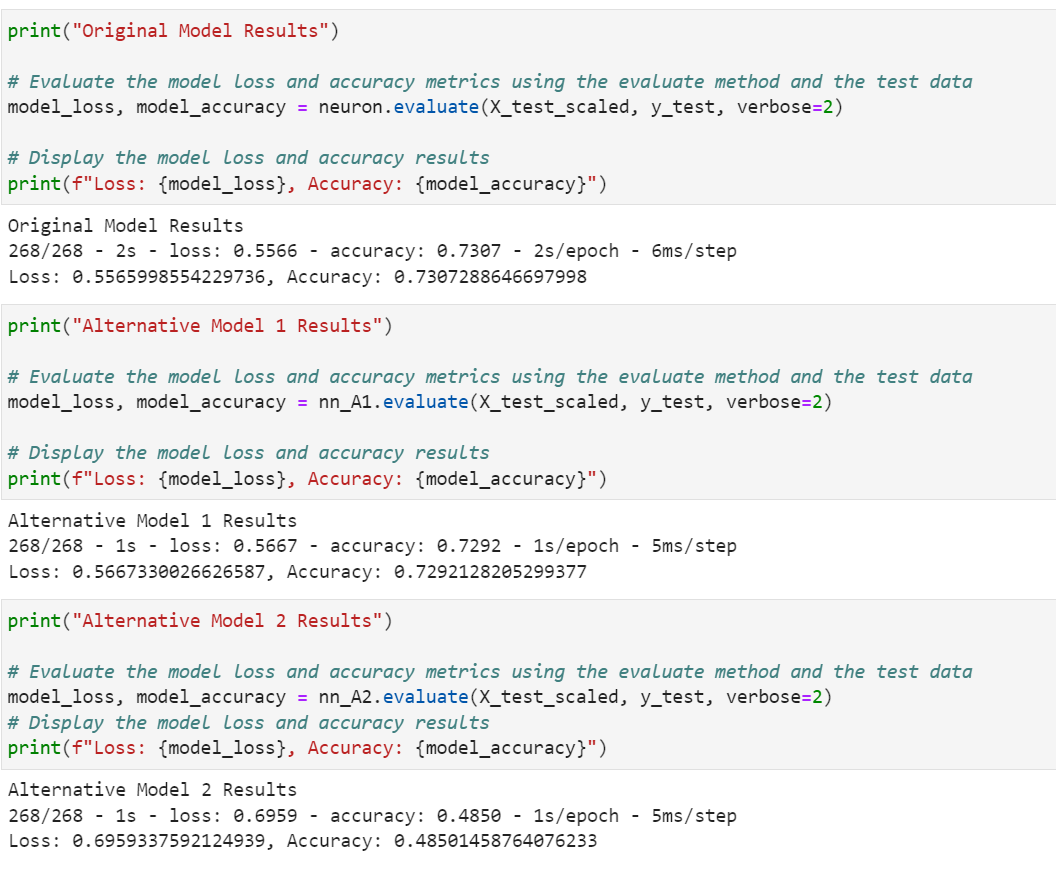 print("Original Model Results")
# Evaluate the model loss and accuracy metrics using the evaluate method and the test data
model_loss, model_accuracy = neuron.evaluate(X_test_scaled, y_test, verbose=2)
# Display the model loss and accuracy results
print(f"Loss: {model_loss}, Accuracy: {model_accuracy}")
Original Model Results
268/268 - 2s - loss: 0.5566 - accuracy: 0.7307 - 2s/epoch - 6ms/step
Loss: 0.5565998554229736, Accuracy: 0.7307288646697998
print("Alternative Model 1 Results")
# Evaluate the model loss and accuracy metrics using the evaluate method and the test data
model_loss, model_accuracy = nn_A1.evaluate(X_test_scaled, y_test, verbose=2)
# Display the model loss and accuracy results
print(f"Loss: {model_loss}, Accuracy: {model_accuracy}")
Alternative Model 1 Results
268/268 - 1s - loss: 0.5667 - accuracy: 0.7292 - 1s/epoch - 5ms/step
Loss: 0.5667330026626587, Accuracy: 0.7292128205299377
print("Alternative Model 2 Results")
# Evaluate the model loss and accuracy metrics using the evaluate method and the test data
model_loss, model_accuracy = nn_A2.evaluate(X_test_scaled, y_test, verbose=2)
# Display the model loss and accuracy results
print(f"Loss: {model_loss}, Accuracy: {model_accuracy}")
Alternative Model 2 Results
268/268 - 1s - loss: 0.6959 - accuracy: 0.4850 - 1s/epoch - 5ms/step
Loss: 0.6959337592124939, Accuracy: 0.48501458764076233